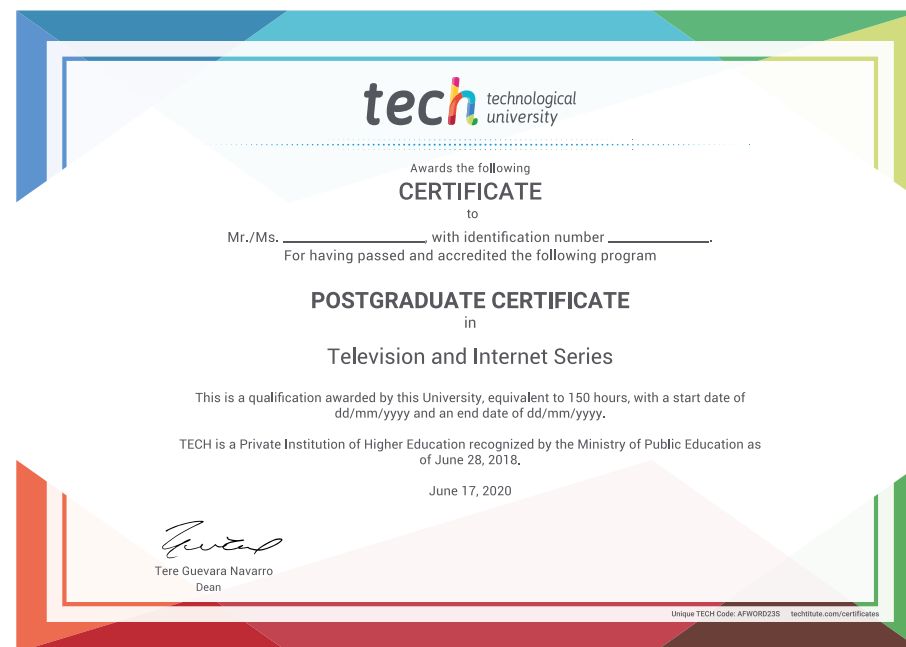 tech technological
university
Awards the following
CERTIFICATE
to
Mr./Ms. ____________________, with identification number ______________.
For having passed and accredited the following program
POSTGRADUATE CERTIFICATE
in
Television and Internet Series
This is a qualification awarded by this University, equivalent to 150 hours, with a start date of
dd/mm/yyyy and an end date of dd/mm/yyyy.
TECH is a Private Institution of Higher Education recognized by the Ministry of Public Education as
of June 28, 2018.
June 17, 2020
Tere Guevara Navarro
Dean
Unique TECH Code: AFWORD23S techtitute.com/certificates